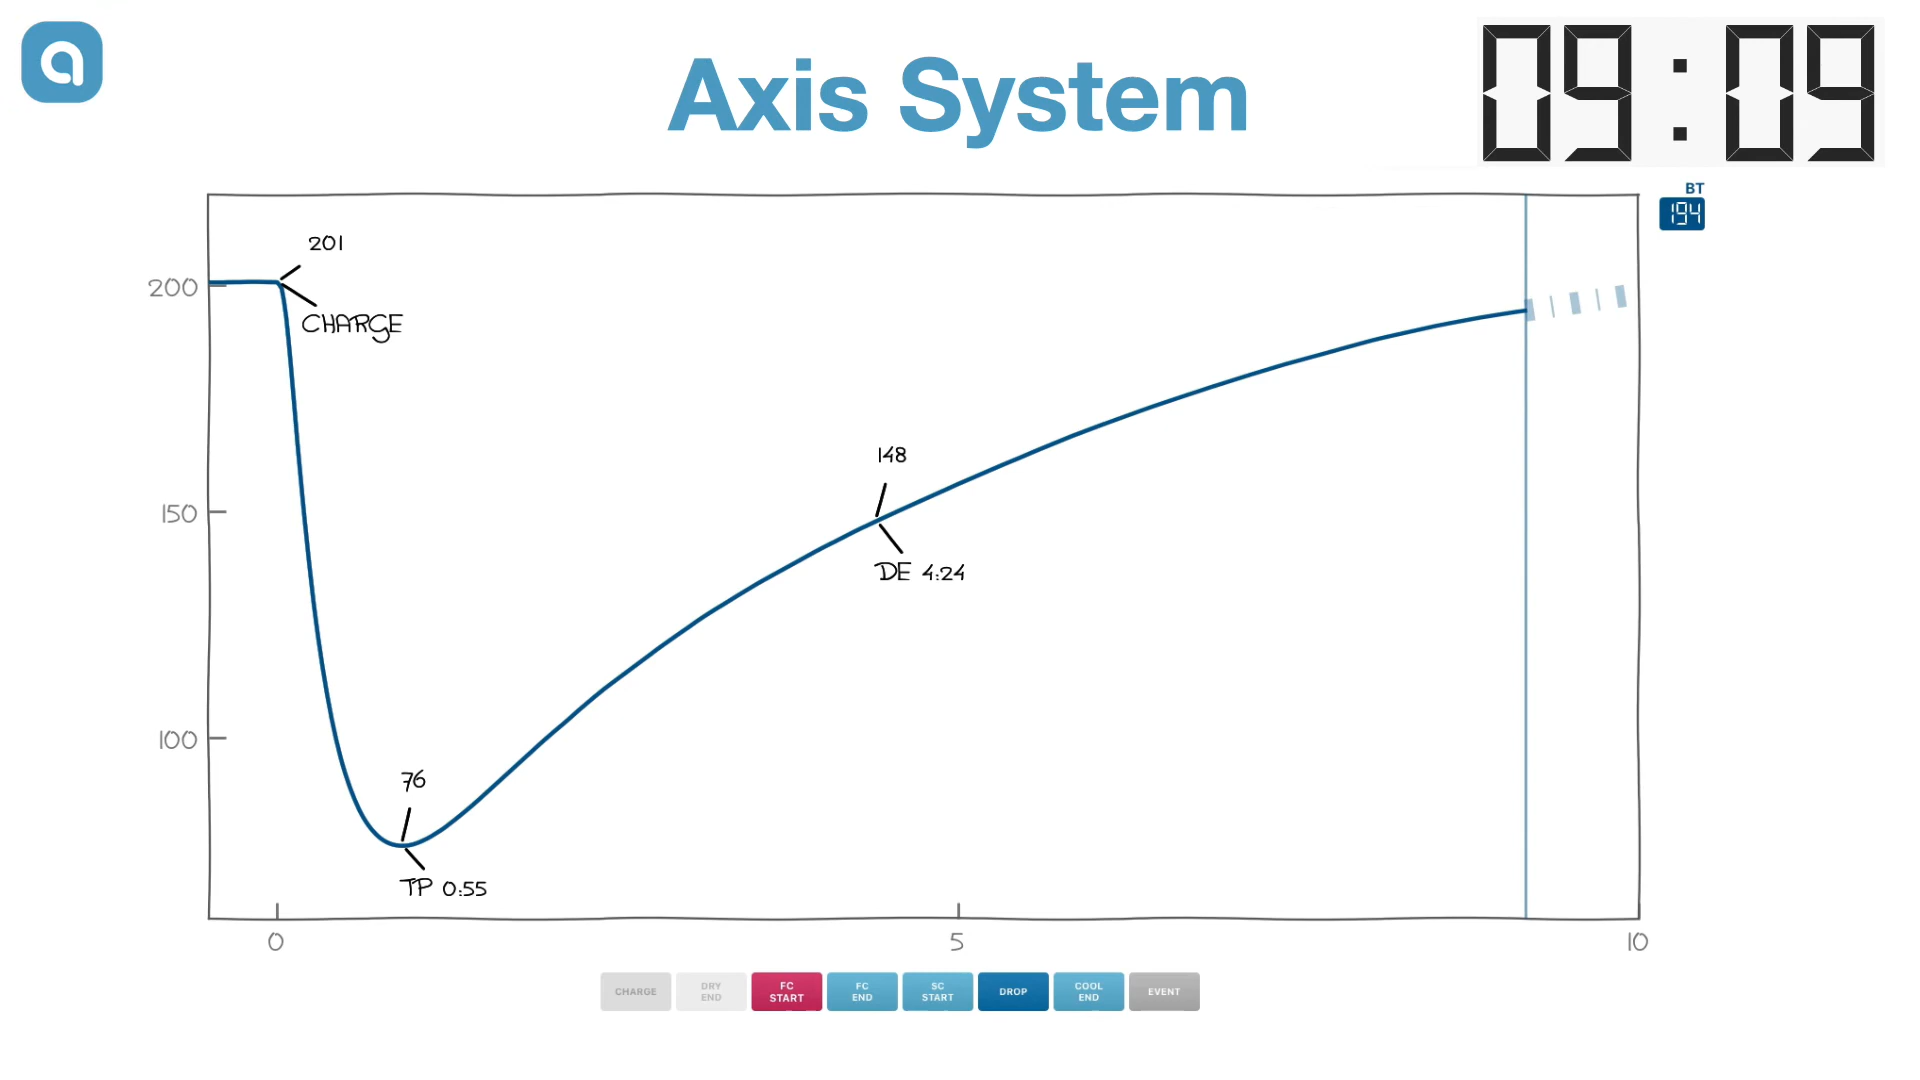 a
Axis System
09:09
BT
194
201
CHARGE
200
148
150
DE 4:24
100
76
TP 0:55
0
5
10
CHARGE
DRY
END
FC
START
FC
END
SC
START
DROP
COOL
END
EVENT